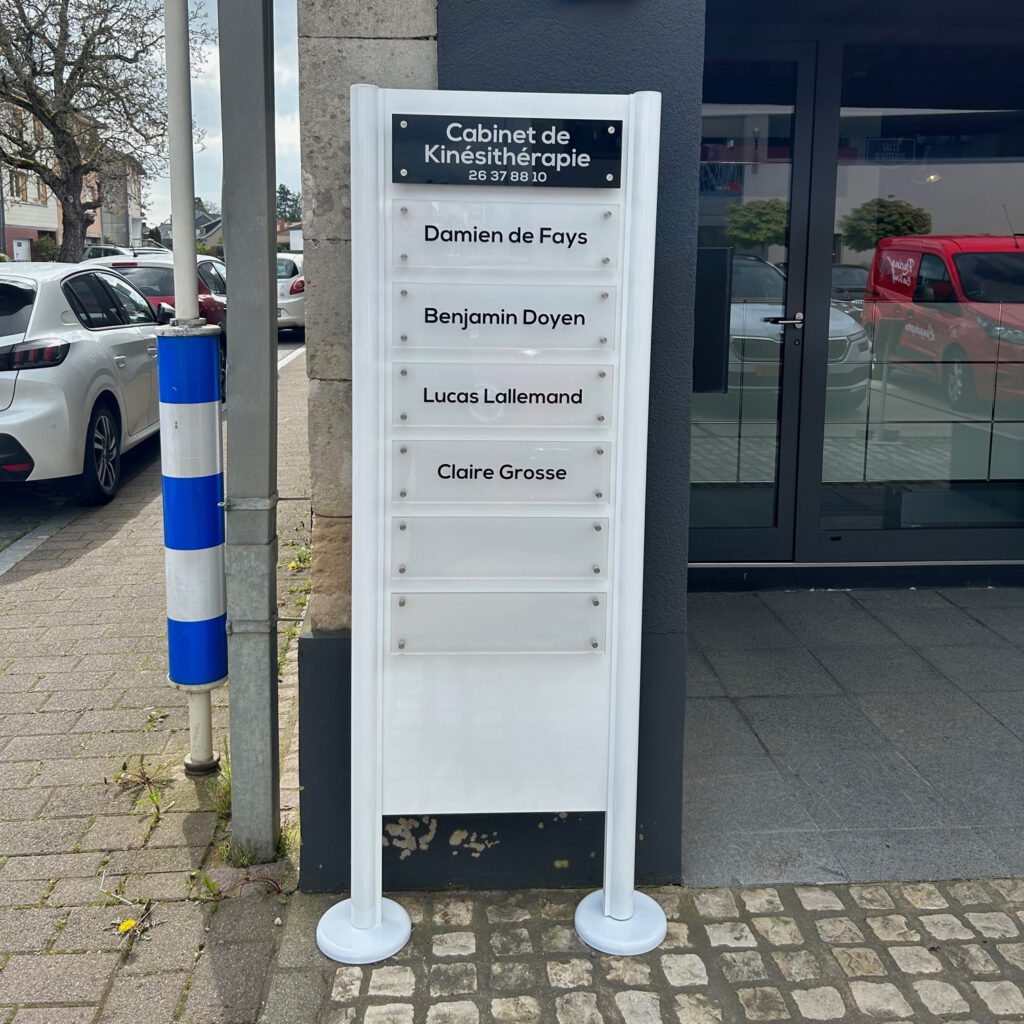 Cabinet de
Kinésithérapie
26 37 88 10
Damien de Fays
Benjamin Doyen
Lucas Lallemand
Claire Grosse